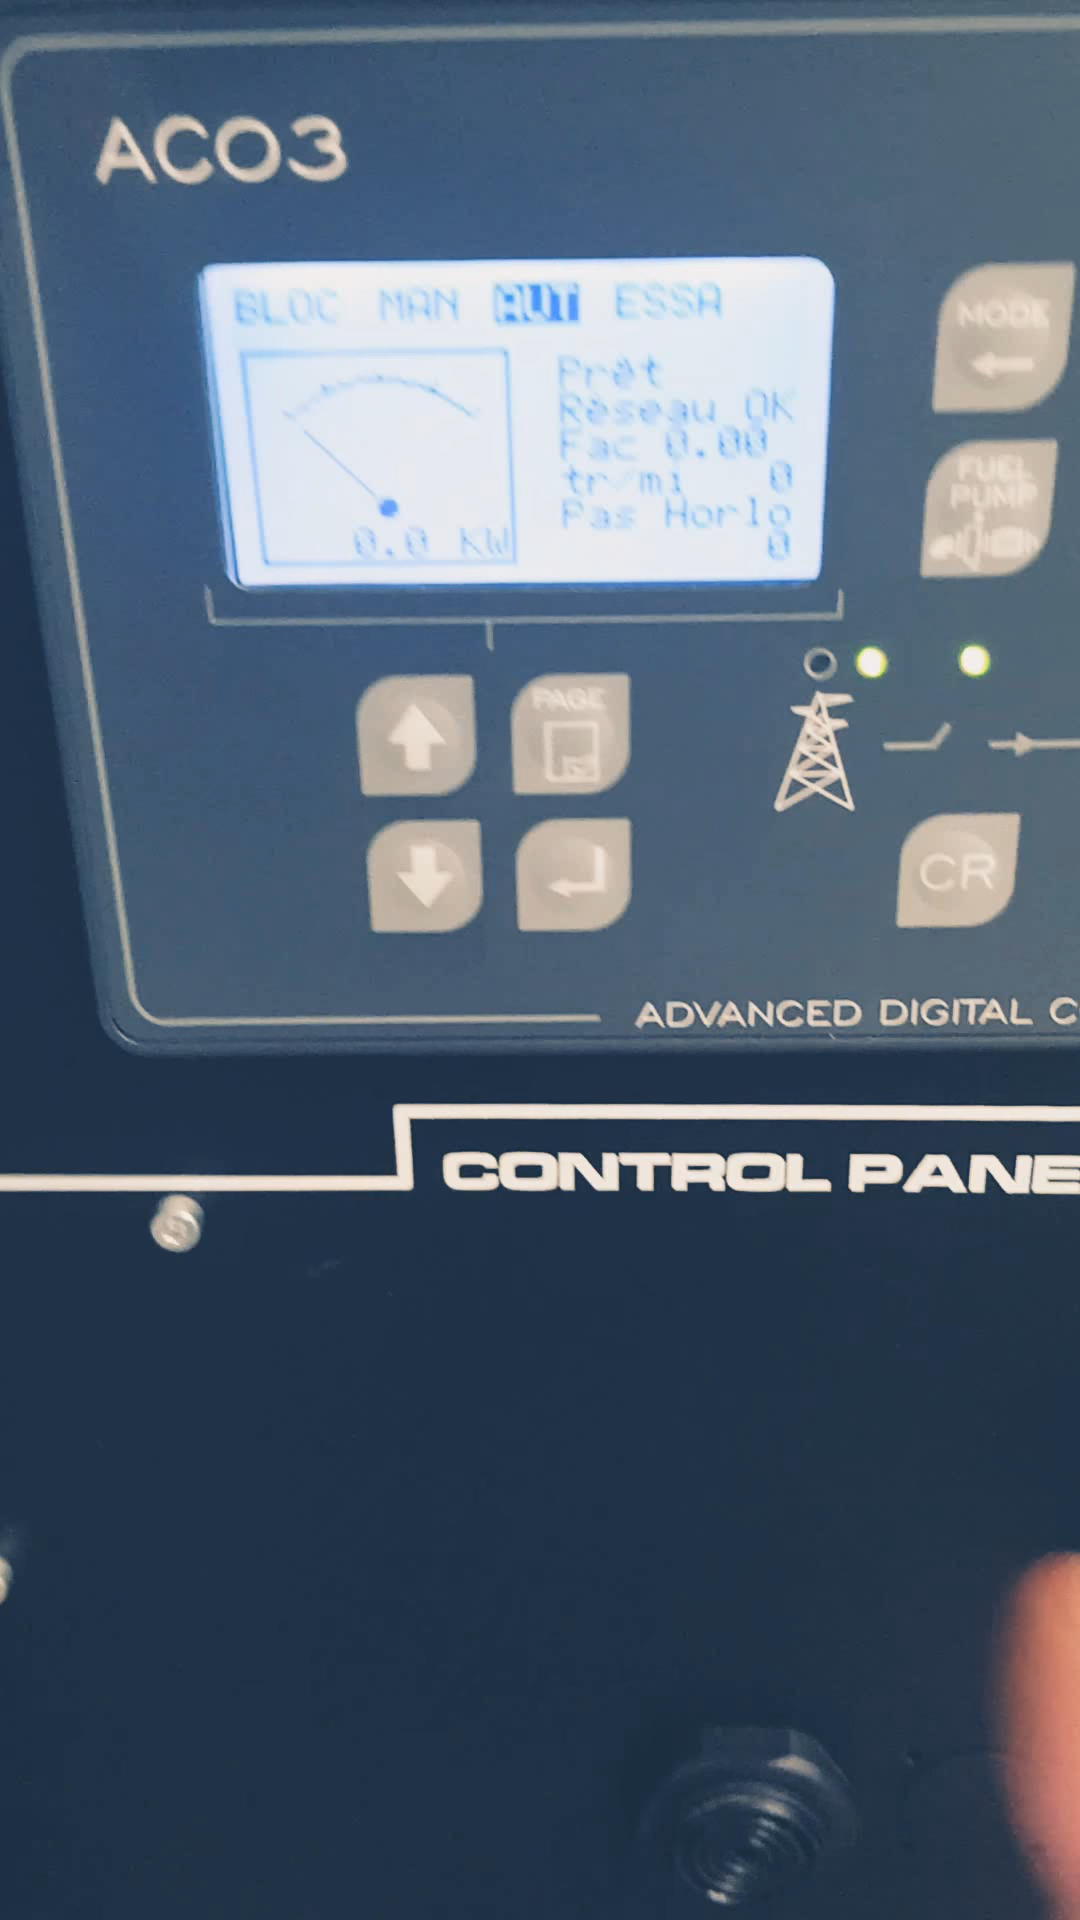 ACO3
BLOC MAN AUT ESSA
Prêt
Réseau OK
Fac 0.00
tr/mi 0
Pas Horlo
0
0.0 KW
MODE
FUEL
PUMP
PAGE
CR
ADVANCED DIGITAL C
CONTROL PANE